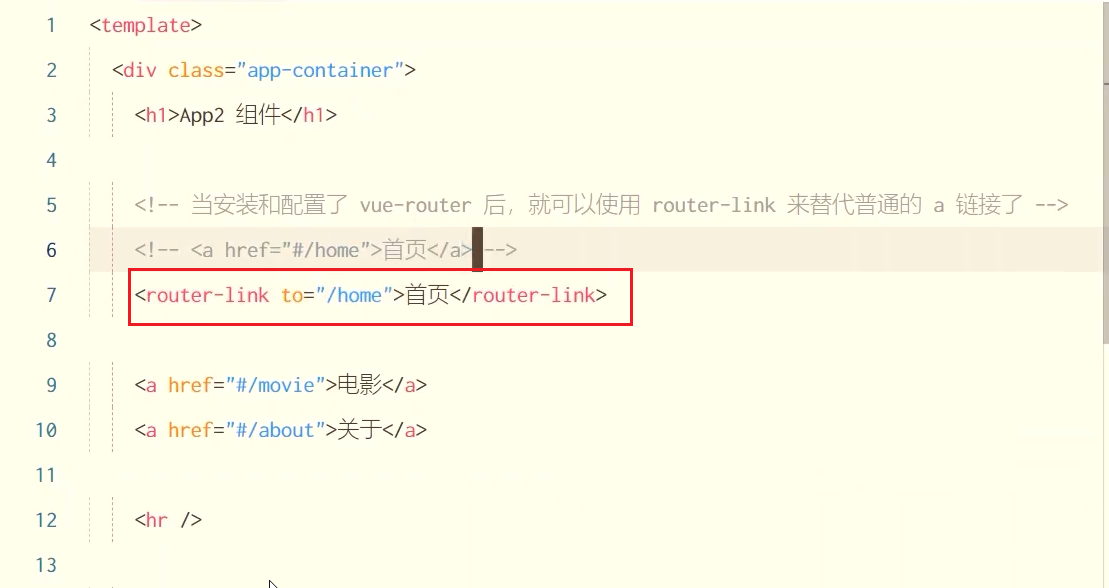 1 <template>
2 <div class="app-container">
3 <h1>App2 组件</h1>
4
5 <!-- 当安装和配置了 vue-router 后，就可以使用 router-link 来替代普通的 a 链接了 -->
6 <!-- <a href="#/home">首页</a> -->
7 <router-link to="/home">首页</router-link>
8
9 <a href="#/movie">电影</a>
10 <a href="#/about">关于</a>
11
12 <hr />
13